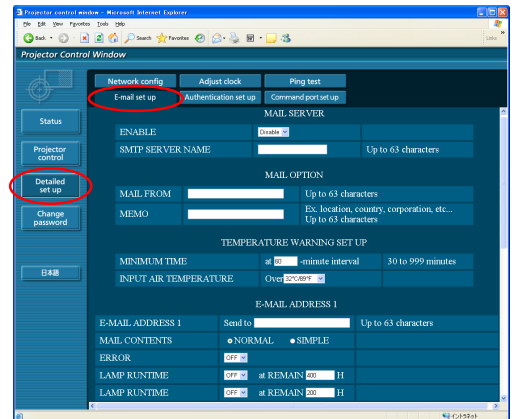 Projector control window - Microsoft Internet Explorer
File Edit View Favorites Tools Help
Back Search Favorites Links
Projector Control Window
Network config Adjust clock Ping test
E-mail set up Authentication set up Command port set up
Status
Projector control
Detailed set up
Change password
日本語
MAIL SERVER
ENABLE Disable
SMTP SERVER NAME Up to 63 characters
MAIL OPTION
MAIL FROM Up to 63 characters
MEMO Ex. location, country, corporation, etc...
Up to 63 characters
TEMPERATURE WARNING SET UP
MINIMUM TIME at 60 -minute interval 30 to 999 minutes
INPUT AIR TEMPERATURE Over 32°C/89°F
E-MAIL ADDRESS 1
E-MAIL ADDRESS 1 Send to Up to 63 characters
MAIL CONTENTS NORMAL SIMPLE
ERROR OFF
LAMP RUNTIME OFF at REMAIN 400 H
LAMP RUNTIME OFF at REMAIN 200 H
インターネット